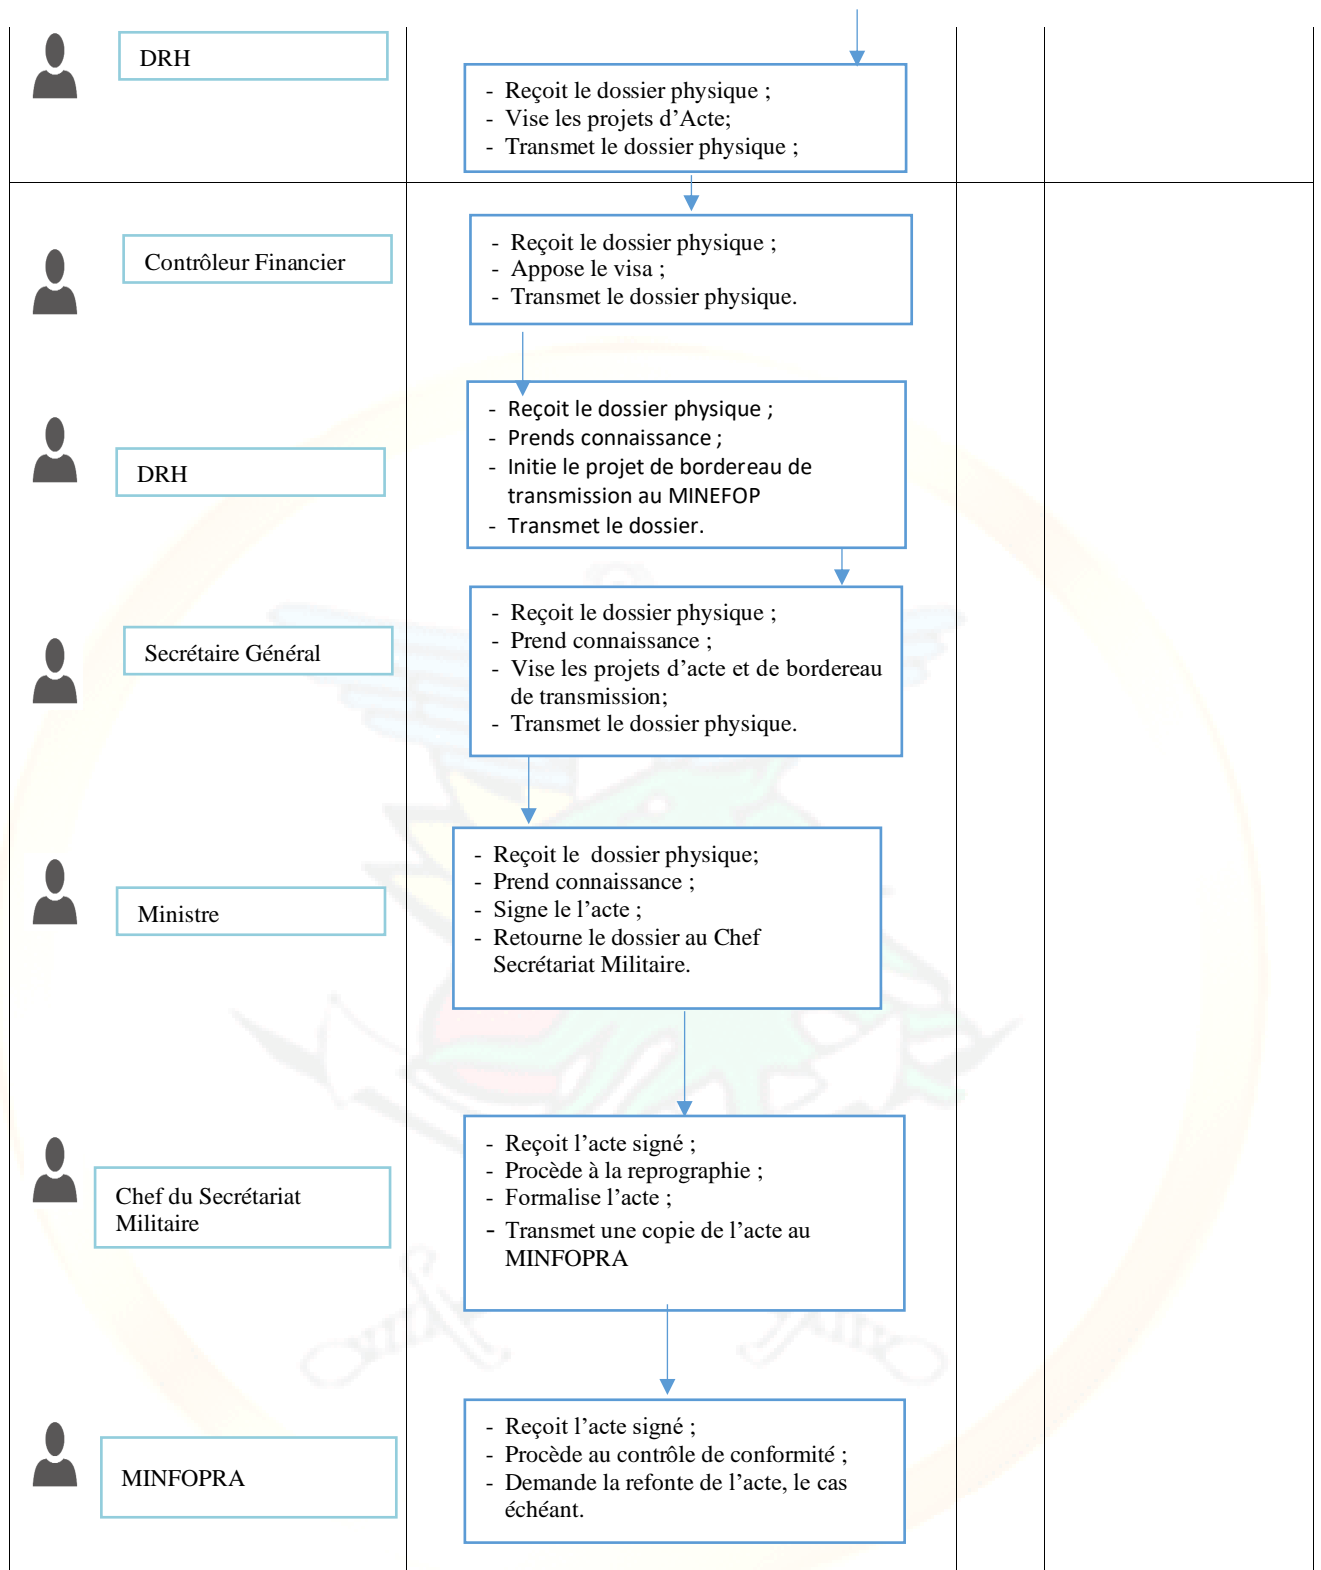 DRH
- Reçoit le dossier physique ;
- Vise les projets d’Acte;
- Transmet le dossier physique ;
Contrôleur Financier
- Reçoit le dossier physique ;
- Appose le visa ;
- Transmet le dossier physique.
DRH
- Reçoit le dossier physique ;
- Prends connaissance ;
- Initie le projet de bordereau de
transmission au MINEFOP
- Transmet le dossier.
Secrétaire Général
- Reçoit le dossier physique ;
- Prend connaissance ;
- Vise les projets d’acte et de bordereau
de transmission;
- Transmet le dossier physique.
Ministre
- Reçoit le dossier physique;
- Prend connaissance ;
- Signe le l’acte ;
- Retourne le dossier au Chef
Secrétariat Militaire.
Chef du Secrétariat
Militaire
- Reçoit l’acte signé ;
- Procède à la reprographie ;
- Formalise l’acte ;
- Transmet une copie de l’acte au
MINFOPRA
MINFOPRA
- Reçoit l’acte signé ;
- Procède au contrôle de conformité ;
- Demande la refonte de l’acte, le cas
échéant.